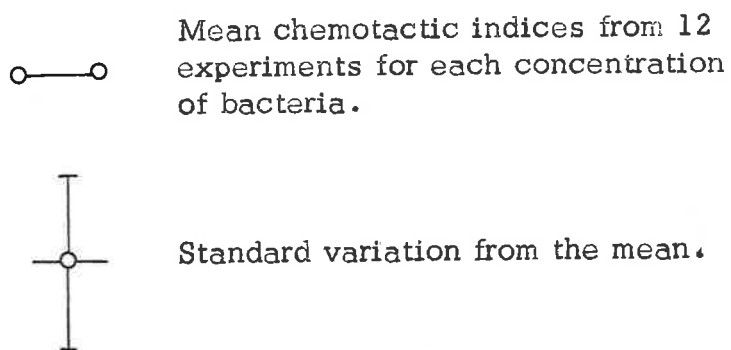 Mean chemotactic indices from 12
experiments for each concentration
of bacteria.
Standard variation from the mean.